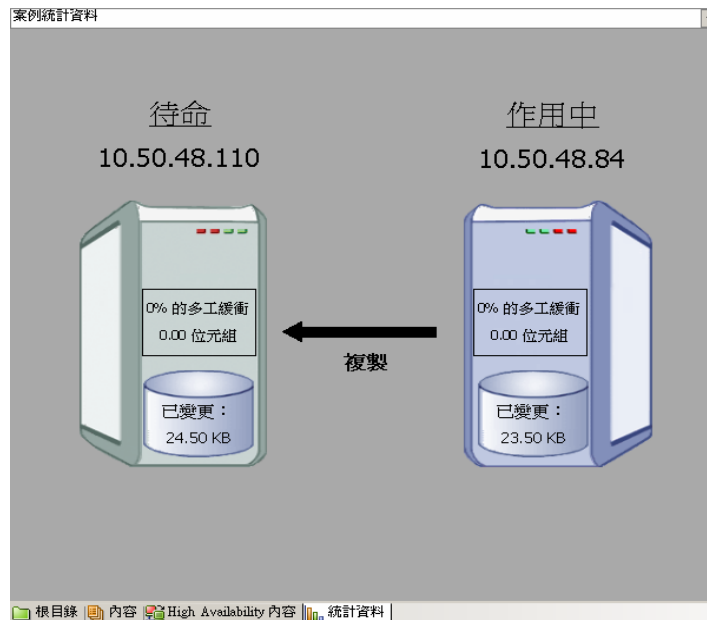 案例統計資料
待命
作用中
10.50.48.110
10.50.48.84
0% 的多工緩衝
0.00 位元組
0% 的多工緩衝
0.00 位元組
複製
已變更：
24.50 KB
已變更：
23.50 KB
根目錄 內容 High Availability 內容 統計資料